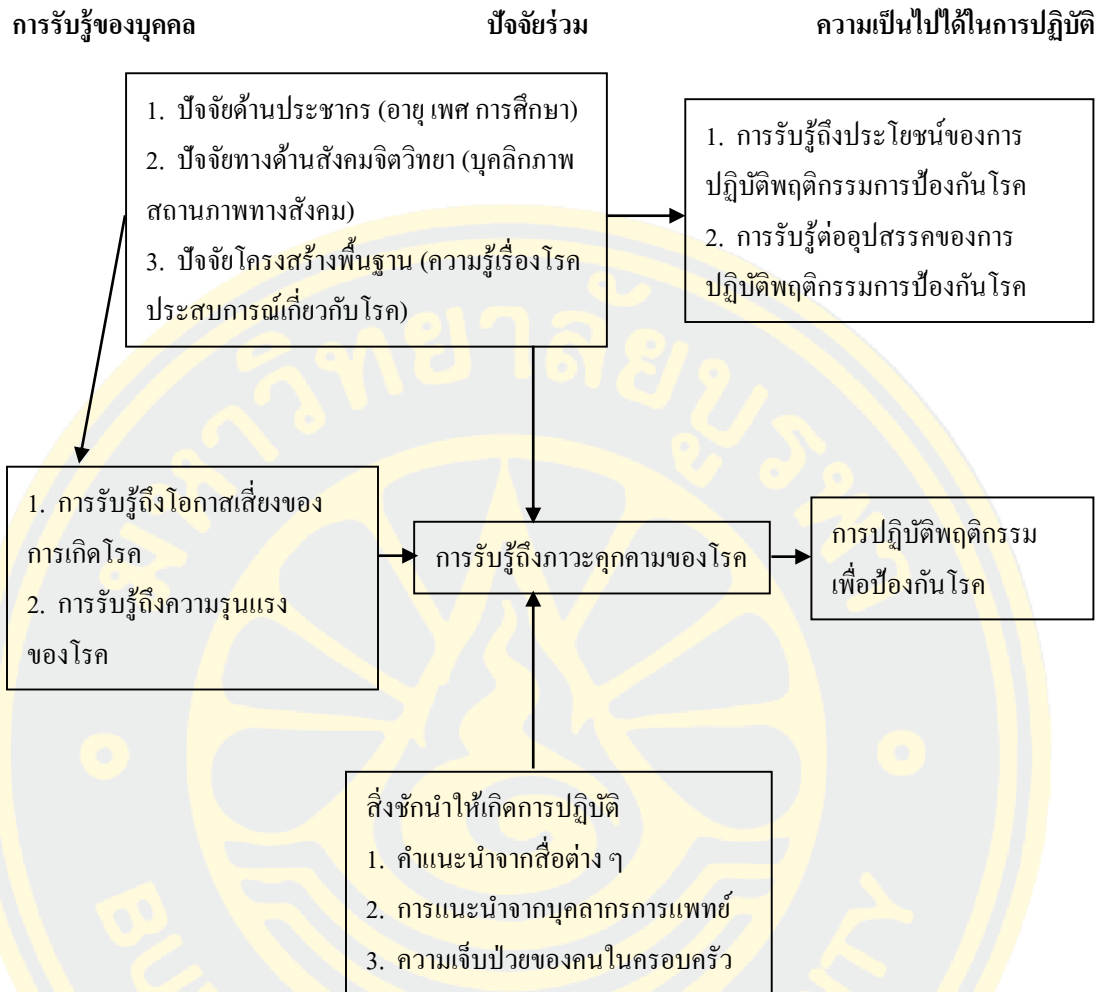 การรับรู้ของบุคคล ปัจจัยร่วม ความเป็นไปได้ในการปฏิบัติ
1. ปัจจัยด้านประชากร (อายุ เพศ การศึกษา)
2. ปัจจัยทางด้านสังคมจิตวิทยา (บุคลิกภาพ
สถานภาพทางสังคม)
3. ปัจจัยโครงสร้างพื้นฐาน (ความรู้เรื่องโรค
ประสบการณ์เกี่ยวกับโรค)
1. การรับรู้ถึงประโยชน์ของการ
ปฏิบัติพฤติกรรมการป้องกันโรค
2. การรับรู้ต่ออุปสรรคของการ
ปฏิบัติพฤติกรรมการป้องกันโรค
1. การรับรู้ถึงโอกาสเสี่ยงของ
การเกิดโรค
2. การรับรู้ถึงความรุนแรง
ของโรค
การรับรู้ถึงภาวะคุกคามของโรค
การปฏิบัติพฤติกรรม
เพื่อป้องกันโรค
สิ่งชักนำให้เกิดการปฏิบัติ
1. คำแนะนำจากสื่อต่าง ๆ
2. การแนะนำจากบุคลากรการแพทย์
3. ความเจ็บป่วยของคนในครอบครัว
มหาวิทยาลัยบูรพา